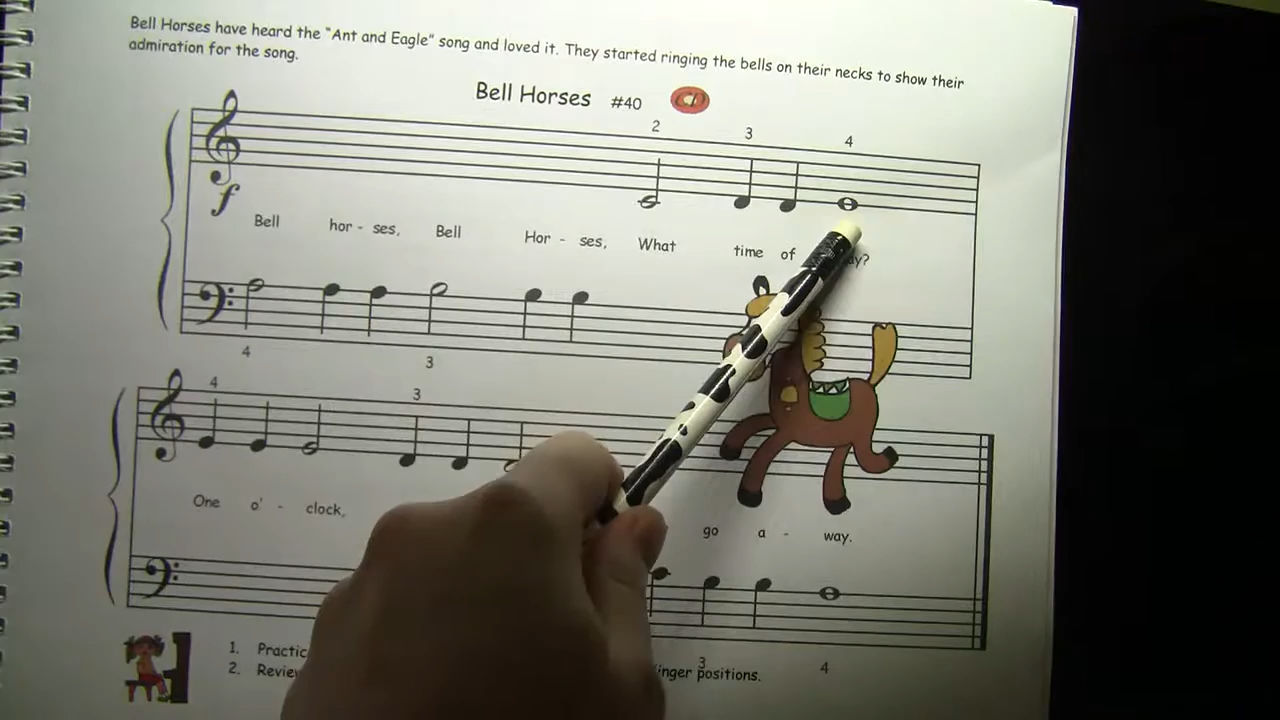 Bell Horses have heard the "Ant and Eagle" song and loved it. They started ringing the bells on their necks to show their
admiration for the song.
Bell Horses #40 CD
2 3 4
f
Bell hor - ses, Bell Hor - ses, What time of
4 3
4 3
One o' - clock, go a - way.
3 4
1. Practic
2. Review inger positions.